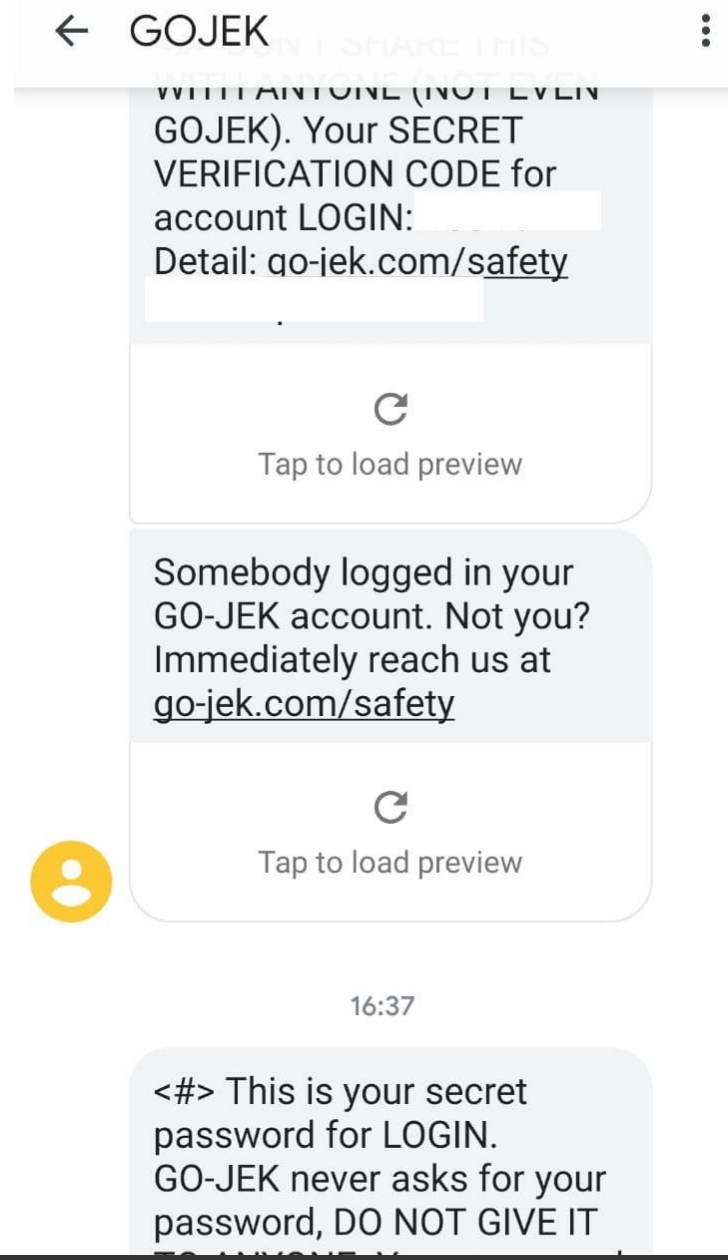 GOJEK
WITH ANYONE (NOT EVEN
GOJEK). Your SECRET
VERIFICATION CODE for
account LOGIN:
Detail: go-jek.com/safety
Tap to load preview
Somebody logged in your
GO-JEK account. Not you?
Immediately reach us at
go-jek.com/safety
Tap to load preview
16:37
<#> This is your secret
password for LOGIN.
GO-JEK never asks for your
password, DO NOT GIVE IT
TO ANYONE.